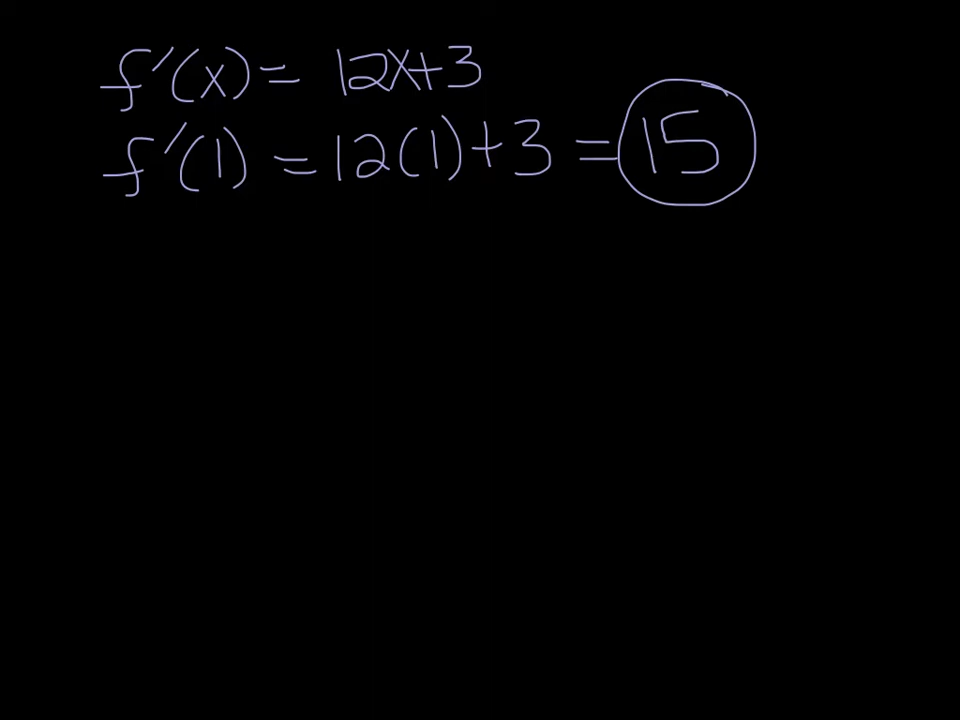 f'(x) = 12x+3
f'(1) = 12(1)+3 = 15